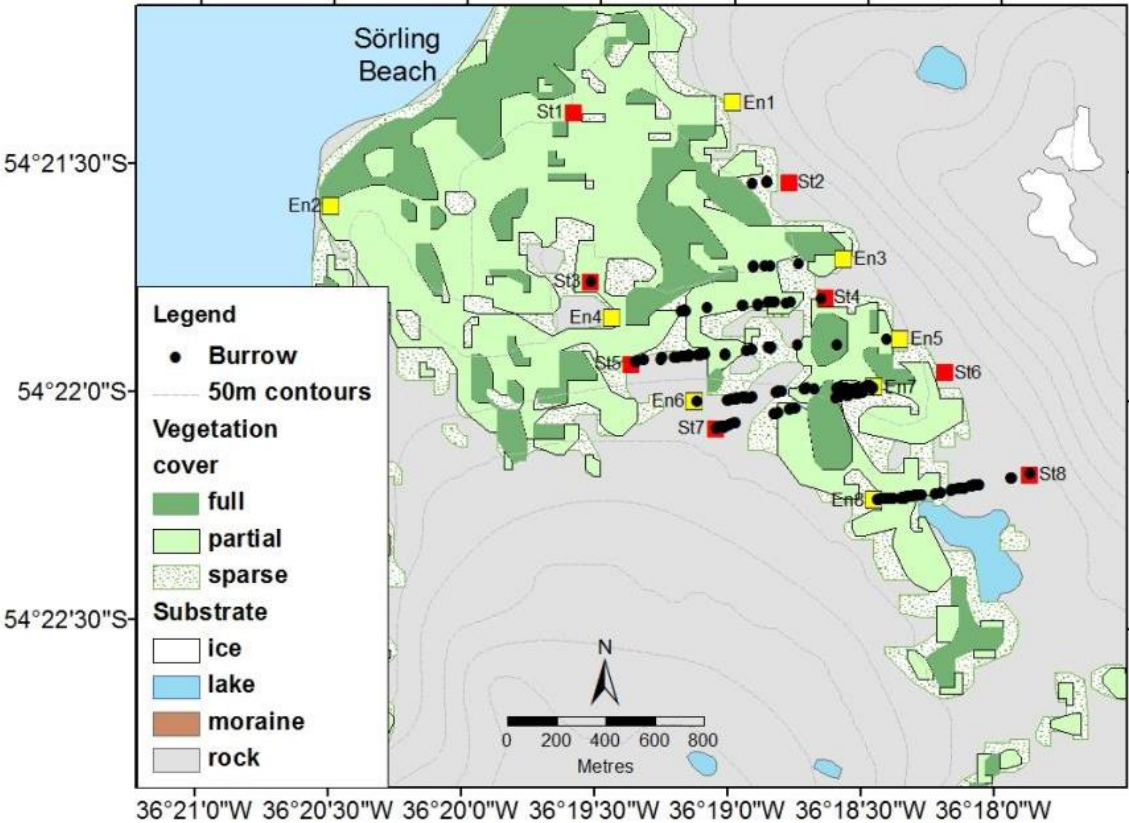 Sörling
Beach
St1
En1
54°21'30"S
St2
En2
En3
St3
St4
En4
En5
St5
St6
54°22'0"S
En7
En6
St7
St8
En8
54°22'30"S
Legend
Burrow
50m contours
Vegetation
cover
full
partial
sparse
Substrate
ice
lake
moraine
rock
N
0 200 400 600 800
Metres
36°21'0"W 36°20'30"W 36°20'0"W 36°19'30"W 36°19'0"W 36°18'30"W 36°18'0"W